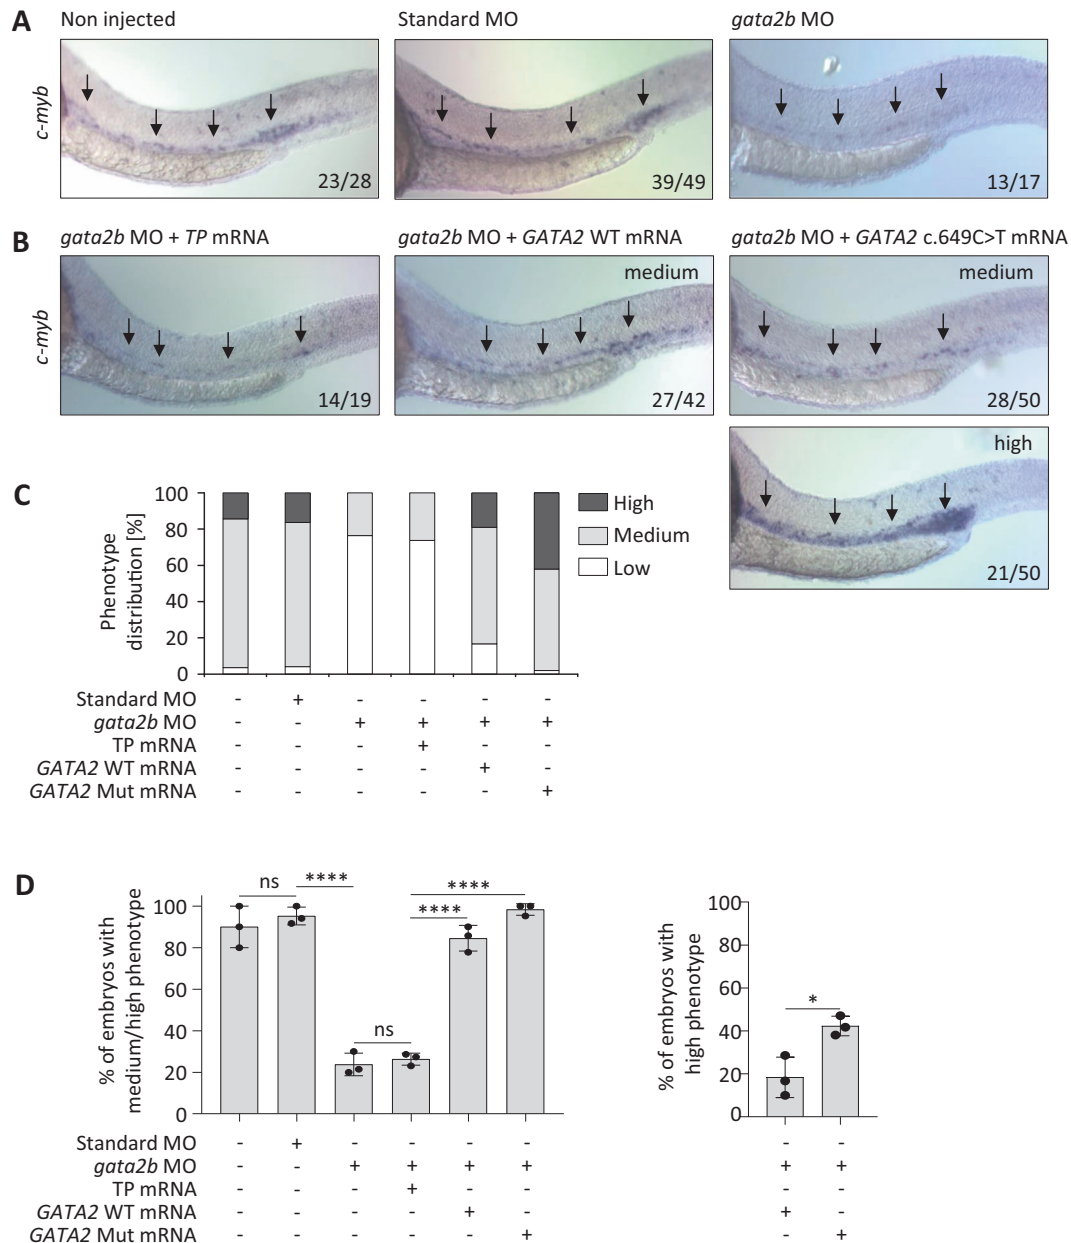 A
Non injected
Standard MO
gata2b MO
c-myb
23/28
39/49
13/17
B
gata2b MO + TP mRNA
gata2b MO + GATA2 WT mRNA
gata2b MO + GATA2 c.649C>T mRNA
c-myb
medium
medium
14/19
27/42
28/50
high
21/50
C
Phenotype
distribution [%]
100
80
60
40
20
0
High
Medium
Low
Standard MO - + - - - -
gata2b MO - - + + + +
TP mRNA - - - + - -
GATA2 WT mRNA - - - - + -
GATA2 Mut mRNA - - - - - +
D
% of embryos with
medium/high phenotype
100
80
60
40
20
0
ns
****
ns
****
****
Standard MO - + - - - -
gata2b MO - - + + + +
TP mRNA - - - + - -
GATA2 WT mRNA - - - - + -
GATA2 Mut mRNA - - - - - +
% of embryos with
high phenotype
100
80
60
40
20
0
*
- -
+ +
- -
+ -
- +